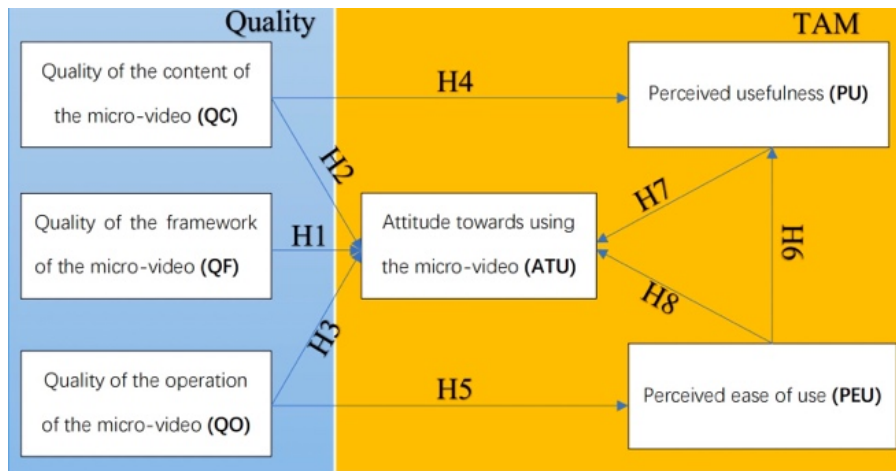 Quality
TAM
Quality of the content of
the micro-video (QC)
H4
Perceived usefulness (PU)
H2
H7
Quality of the framework
of the micro-video (QF)
H1
Attitude towards using
the micro-video (ATU)
H6
H3
H8
Quality of the operation
of the micro-video (QO)
H5
Perceived ease of use (PEU)